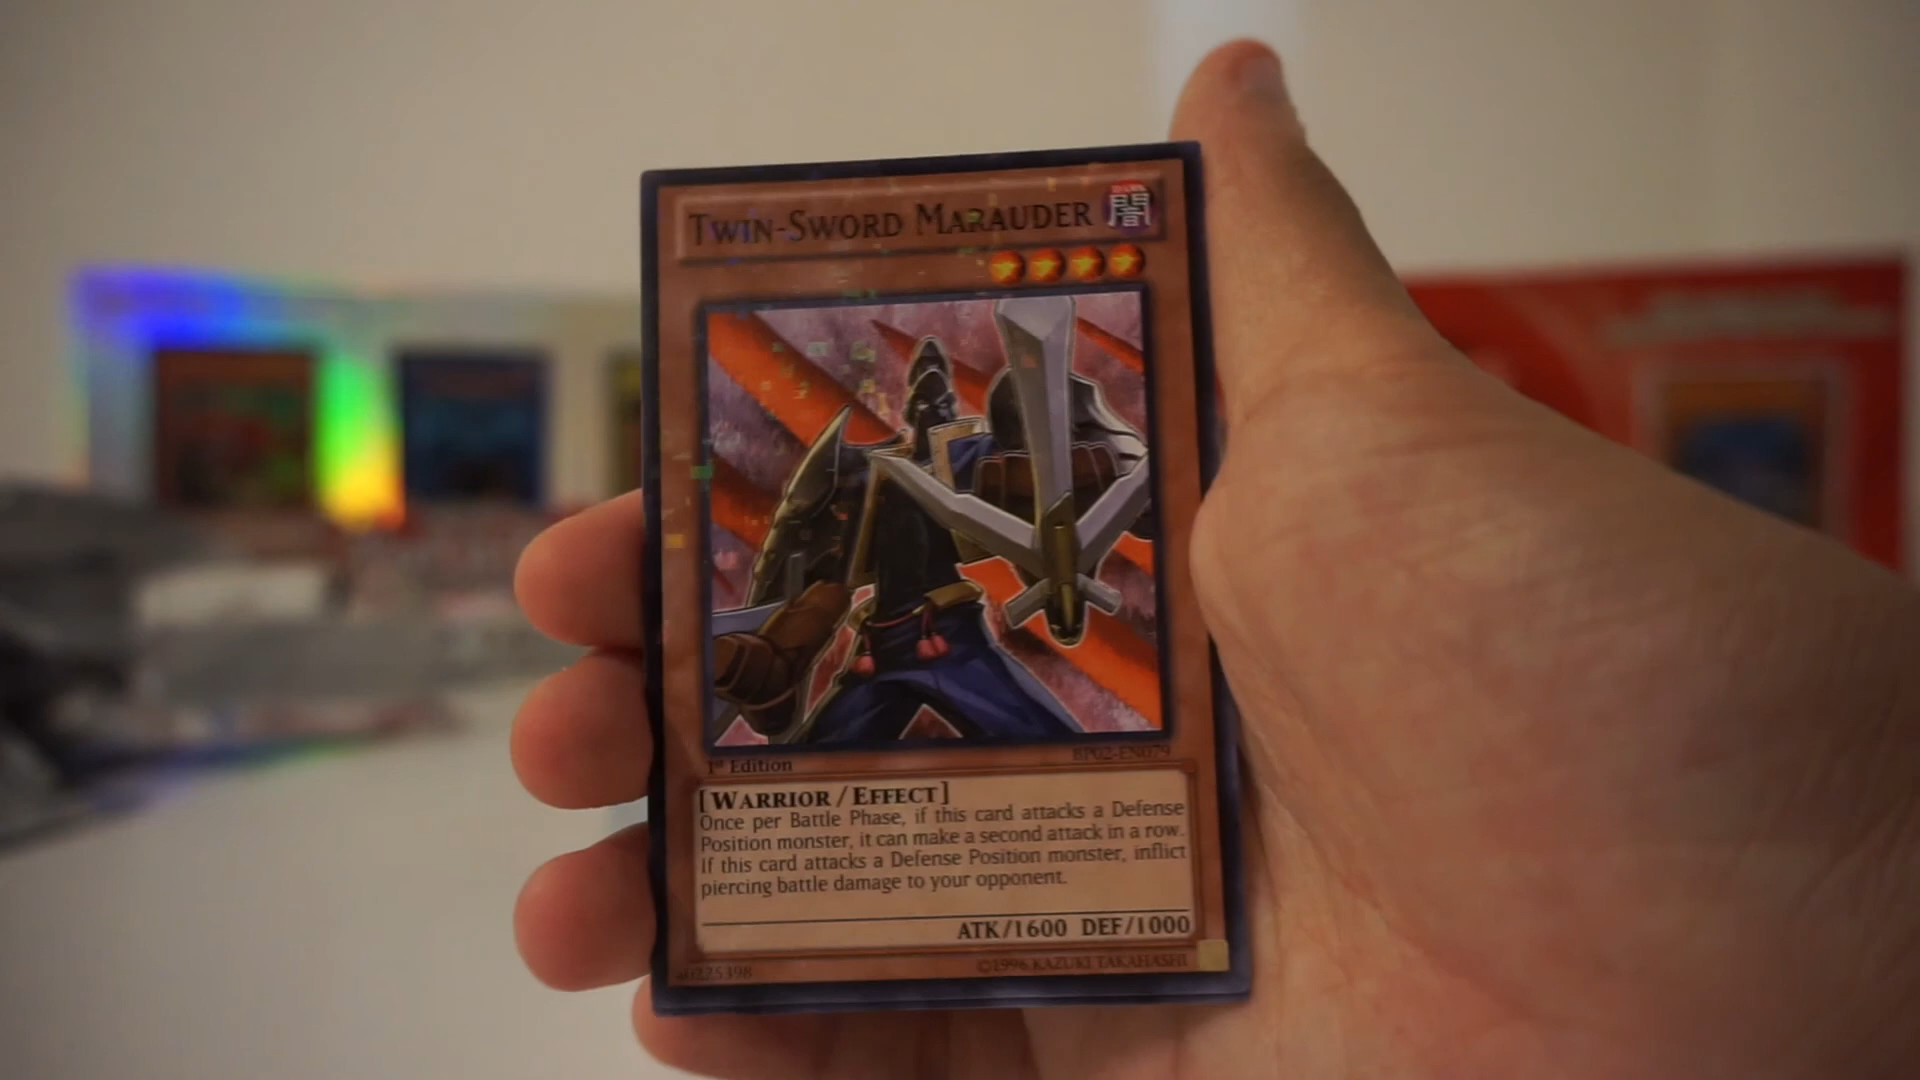 TWIN-SWORD MARAUDER
闇
1st Edition
BP02-EN079
[WARRIOR/EFFECT]
Once per Battle Phase, if this card attacks a Defense
Position monster, it can make a second attack in a row.
If this card attacks a Defense Position monster, inflict
piercing battle damage to your opponent.
ATK/1600 DEF/1000
©1996 KAZUKI TAKAHASHI